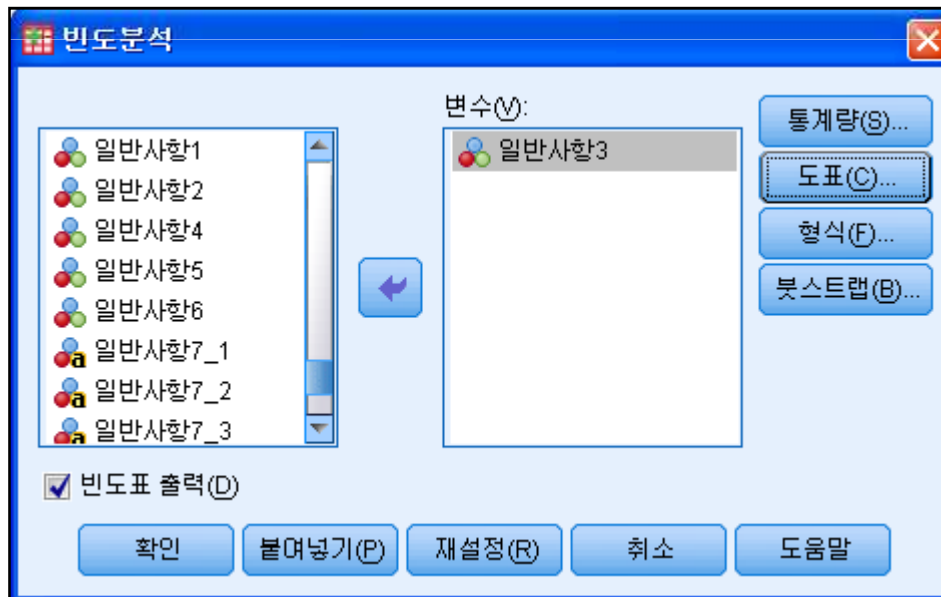 빈도분석
변수(V):
일반사항1
일반사항2
일반사항4
일반사항5
일반사항6
a 일반사항7_1
a 일반사항7_2
a 일반사항7_3
일반사항3
통계량(S)...
도표(C)...
형식(F)...
붓스트랩(B)...
빈도표 출력(D)
확인
붙여넣기(P)
재설정(R)
취소
도움말